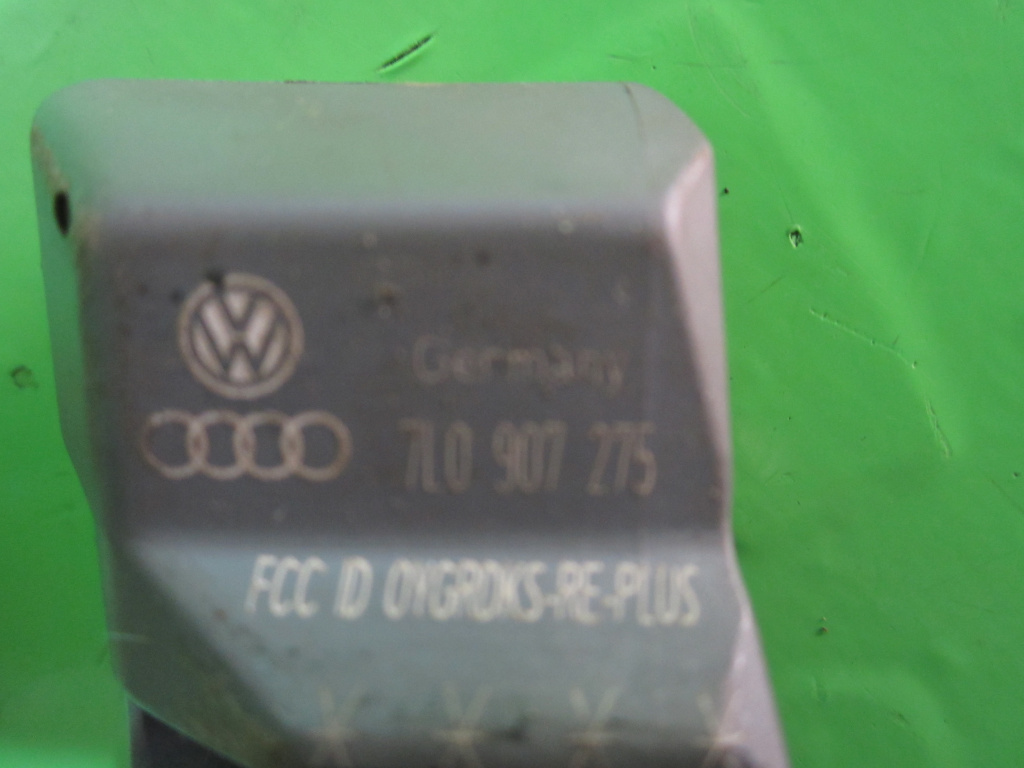 Germany
7L0 907 275
FCC ID OYGRDKS-RE-PLUS